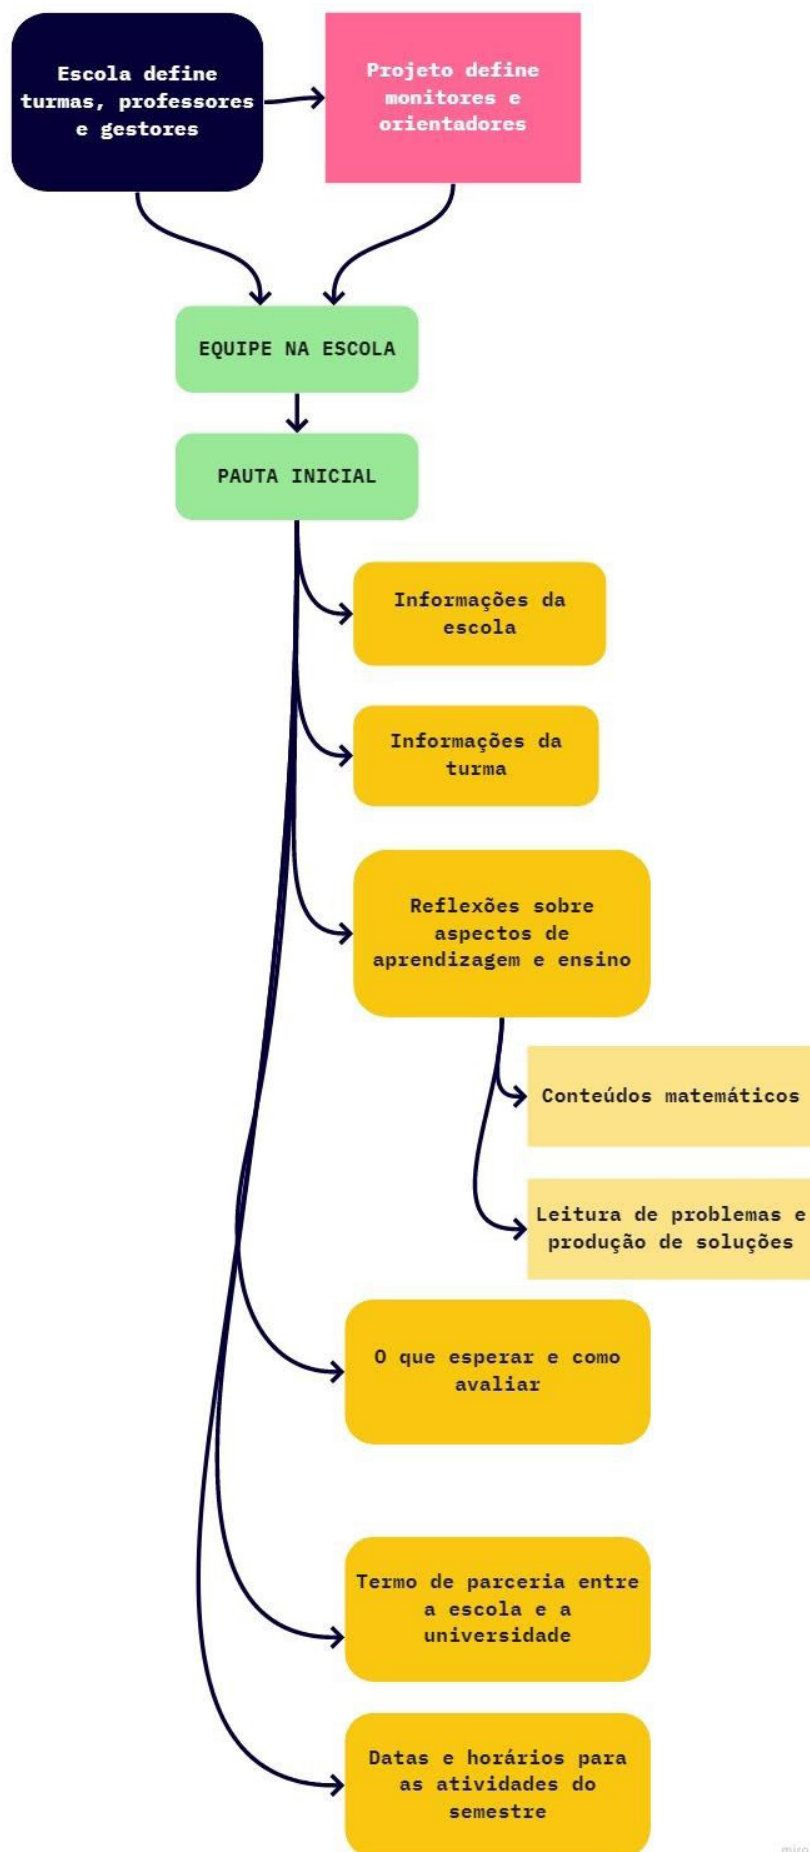 Escola define
turmas, professores
e gestores
Projeto define
monitores e
orientadores
EQUIPE NA ESCOLA
PAUTA INICIAL
Informações da
escola
Informações da
turma
Reflexões sobre
aspectos de
aprendizagem e ensino
Conteúdos matemáticos
Leitura de problemas e
produção de soluções
O que esperar e como
avaliar
Termo de parceria entre
a escola e a
universidade
Datas e horários para
as atividades do
semestre
miro